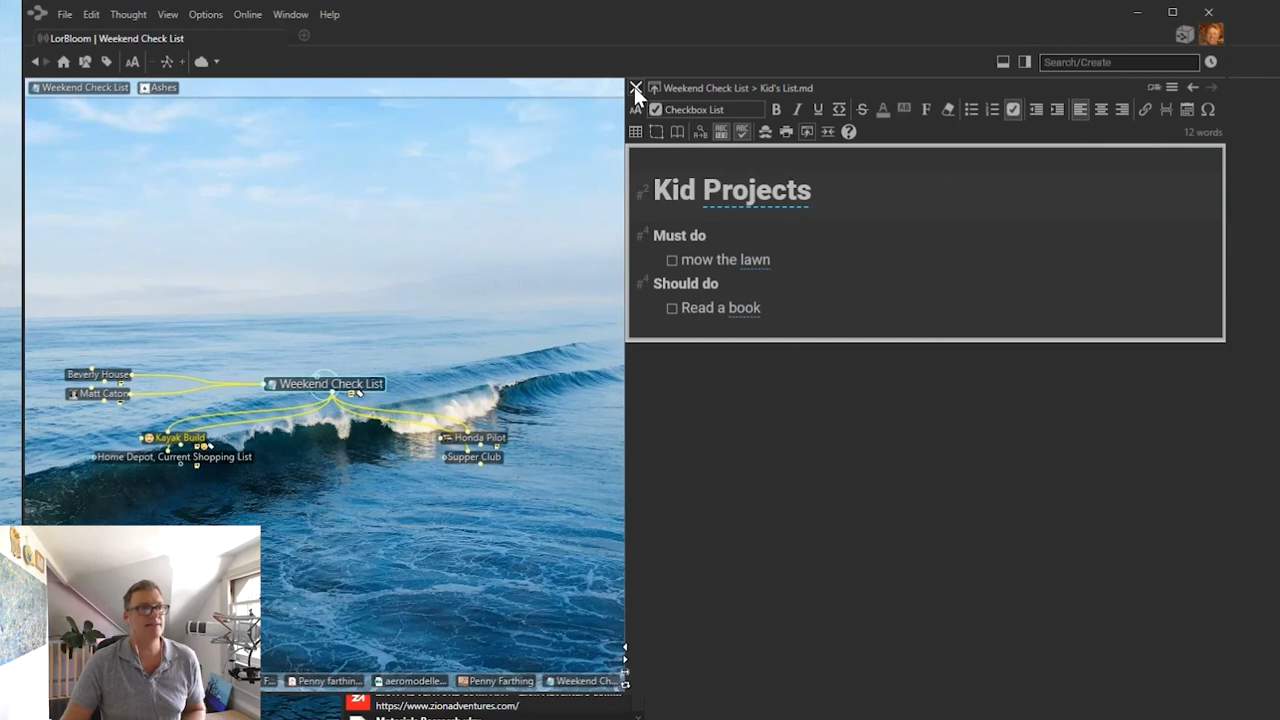 File Edit Thought View Options Online Window Help
LorBloom | Weekend Check List
Search/Create
Weekend Check List
Ashes
Weekend Check List > Kid's List.md
Checkbox List
12 words
Kid Projects
Must do
mow the lawn
Should do
Read a book
Beverly House
Matt Caton
Weekend Check List
Kayak Build
Honda Pilot
Home Depot, Current Shopping List
Supper Club
F... Penny farthin... aeromodelle... Penny Farthing Weekend Ch...
https://www.zionadventures.com/